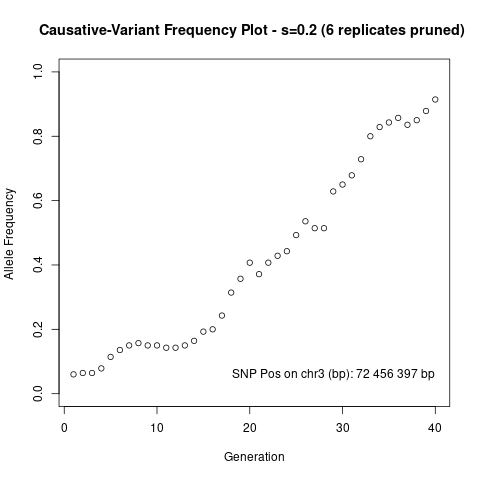 Causative-Variant Frequency Plot - s=0.2 (6 replicates pruned)
Allele Frequency
1.0
0.8
0.6
0.4
0.2
0.0
SNP Pos on chr3 (bp): 72 456 397 bp
0 10 20 30 40
Generation